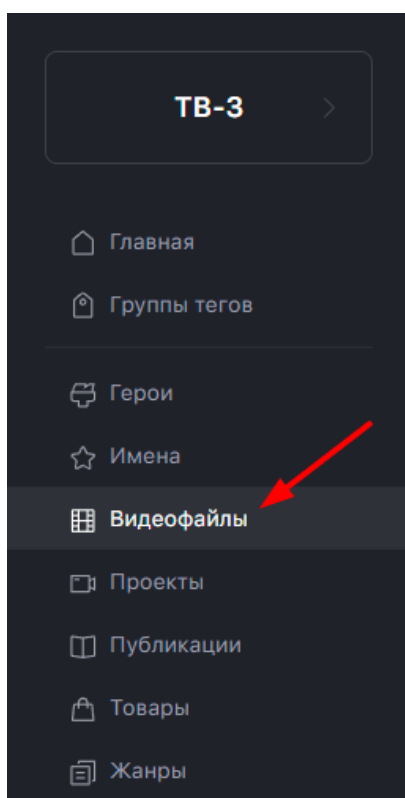 ТВ-3
Главная
Группы тегов
Герои
Имена
Видеофайлы
Проекты
Публикации
Товары
Жанры